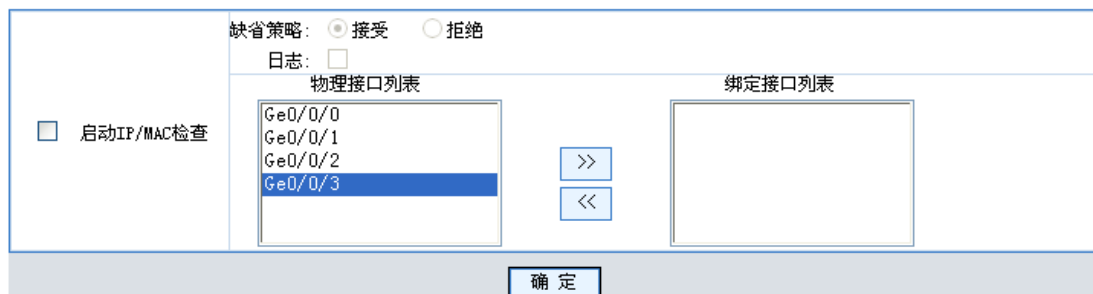 缺省策略: 接受 拒绝
日志:
物理接口列表 绑定接口列表
启动IP/MAC检查
Ge0/0/0
Ge0/0/1
Ge0/0/2
Ge0/0/3
>>
<<
确 定